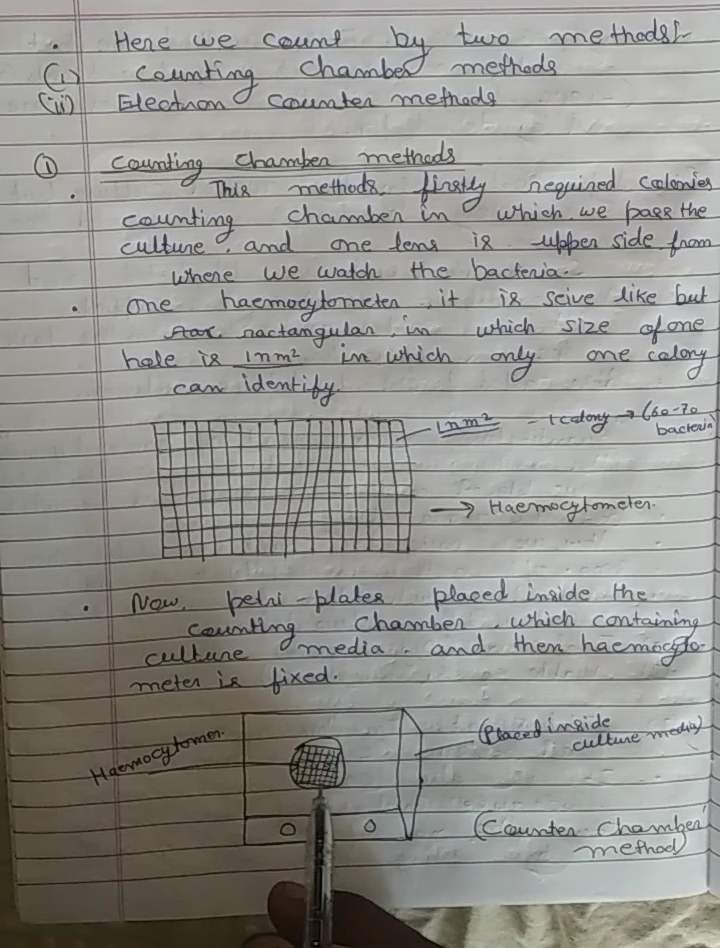 . Here we count by two methods:-
(i) Counting Chamber methods
(ii) Electron counter methods
① Counting chamber methods
. This methods, firstly required colonies
counting chamber in which we pass the
culture. and one lens is upper side from
where we watch the bacteria.
. one haemocytometer, it is seive like but
ractangular, in which size of one
hole is 1nm² in which only one colony
can identify.
1nm² - 1 colony → (60-70
bacteria)
→ Haemocytometer.
. Now, petri-plates placed inside the
counting chamber, which containing
culture media. and then haemocyto-
meter is fixed.
Haemocytomer.
(Placed inside
culture media)
(Counter Chamber
method)